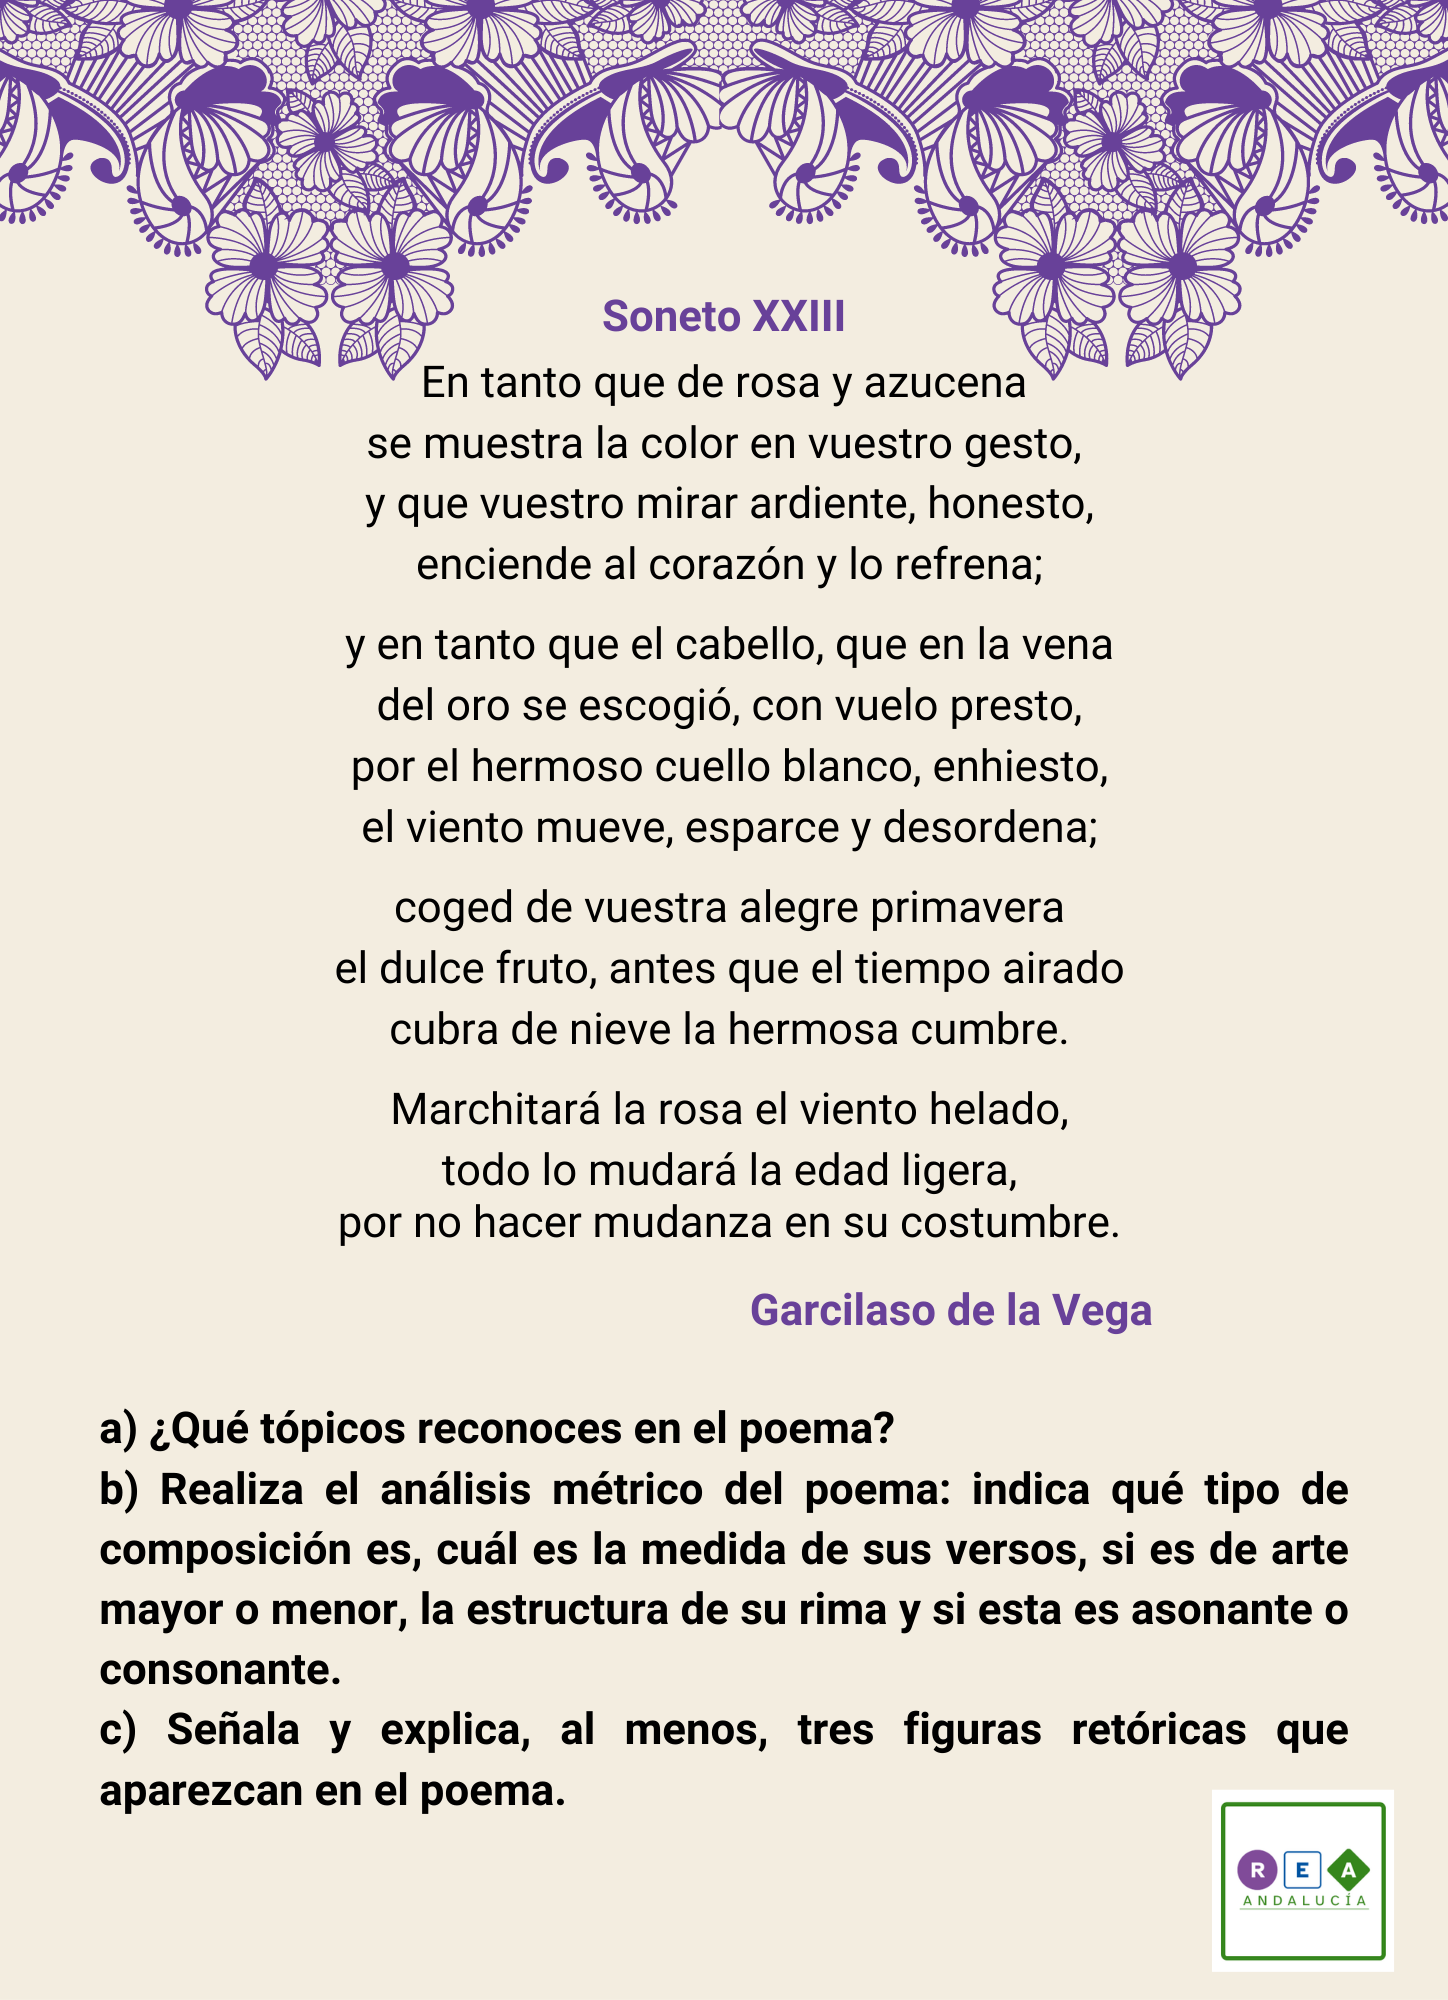 Soneto XXIII
En tanto que de rosa y azucena
se muestra la color en vuestro gesto,
y que vuestro mirar ardiente, honesto,
enciende al corazón y lo refrena;
y en tanto que el cabello, que en la vena
del oro se escogió, con vuelo presto,
por el hermoso cuello blanco, enhiesto,
el viento mueve, esparce y desordena;
coged de vuestra alegre primavera
el dulce fruto, antes que el tiempo airado
cubra de nieve la hermosa cumbre.
Marchitará la rosa el viento helado,
todo lo mudará la edad ligera,
por no hacer mudanza en su costumbre.
Garcilaso de la Vega
a) ¿Qué tópicos reconoces en el poema?
b) Realiza el análisis métrico del poema: indica qué tipo de
composición es, cuál es la medida de sus versos, si es de arte
mayor o menor, la estructura de su rima y si esta es asonante o
consonante.
c) Señala y explica, al menos, tres figuras retóricas que
aparezcan en el poema.
R E A
ANDALUCÍA